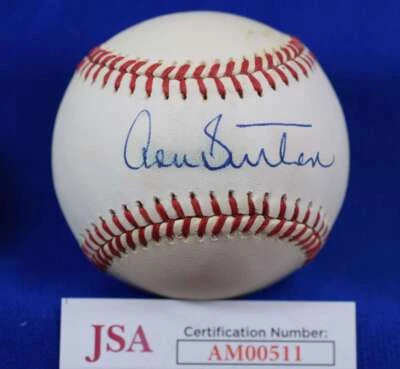 Don Sutton
JSA
Certification Number:
AM00511